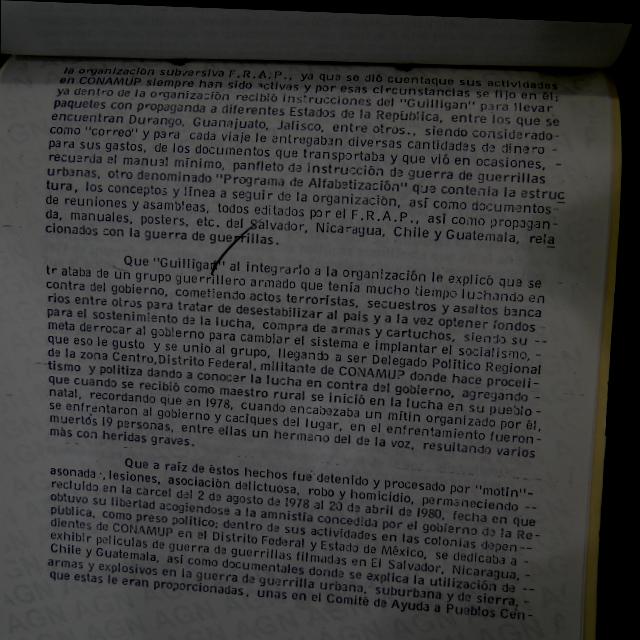 la organización subversiva F.R.A.P., ya que se dió cuentaque sus actividades
en CONAMUP siempre han sido activas y por esas circunstancias se fijo en él;
ya dentro de la organización recibió instrucciones del "Guilligan" para llevar
paquetes con propaganda a diferentes Estados de la República, entre los que se
encuentran Durango, Guanajuato, Jalisco, entre otros., siendo considerado-
como "correo" y para cada viaje le entregaban diversas cantidades de dinero -
para sus gastos, de los documentos que transportaba y que vió en ocasiones, -
recuerda el manual mínimo, panfleto de instrucción de guerra de guerrillas
urbanas, otro denominado "Programa de Alfabetización" que contenía la estruc
tura, los conceptos y línea a seguir de la organización, así como documentos-
de reuniones y asambleas, todos editados por el F.R.A.P., así como propagan-
da, manuales, posters, etc. del Salvador, Nicaragua, Chile y Guatemala, rela
cionados con la guerra de guerrillas.
Que "Guilligan" al integrarlo a la organización le explicó que se
trataba de un grupo guerrillero armado que tenía mucho tiempo luchando en
contra del gobierno, cometiendo actos terroristas, secuestros y asaltos banca
rios entre otros para tratar de desestabilizar al país y a la vez optener fondos -
para el sostenimiento de la lucha, compra de armas y cartuchos, siendo su --
meta derrocar al gobierno para cambiar el sistema e implantar el socialismo, -
que eso le gusto y se unio al grupo, llegando a ser Delegado Político Regional
de la zona Centro,Distrito Federal, militante de CONAMUP donde hace proceli-
tismo y politiza dando a conocer la lucha en contra del gobierno, agregando -
que cuando se recibió como maestro rural se inició en la lucha en su pueblo -
natal, recordando que en 1978, cuando encabezaba un mitin organizado por él,
se enfrentaron al gobierno y caciques del lugar, en el enfrentamiento fueron-
muertos 19 personas, entre ellas un hermano del de la voz, resultando varios
más con heridas graves.
Que a raíz de éstos hechos fué detenido y procesado por "motín"-
asonada , lesiones, asociación delictuosa, robo y homicidio, permaneciendo --
recluído en la carcel del 2 de agosto de 1978 al 20 de abril de 1980, fecha en que
obtuvo su libertad acogiendose a la amnistía concedida por el gobierno de la Re-
pública, como preso político; dentro de sus actividades en las colonias depen--
dientes de CONAMUP en el Distrito Federal y Estado de México, se dedicaba a -
exhibir películas de guerra de guerrillas filmadas en El Salvador, Nicaragua, -
Chile y Guatemala, así como documentales donde se explica la utilización de --
armas y explosivos en la guerra de guerrilla urbana, suburbana y de sierra, -
que estas le eran proporcionadas, unas en el Comité de Ayuda a Pueblos Cen-